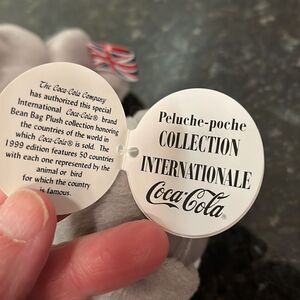 The Coca-Cola Company
has authorized this special
International Coca-Cola® brand
Bean Bag Plush collection honoring
the countries of the world in
which Coca-Cola® is sold. The
1999 edition features 50 countries
with each one represented by the
animal or bird
for which the country
is famous.
Peluche-poche
COLLECTION
INTERNATIONALE
Coca-Cola®